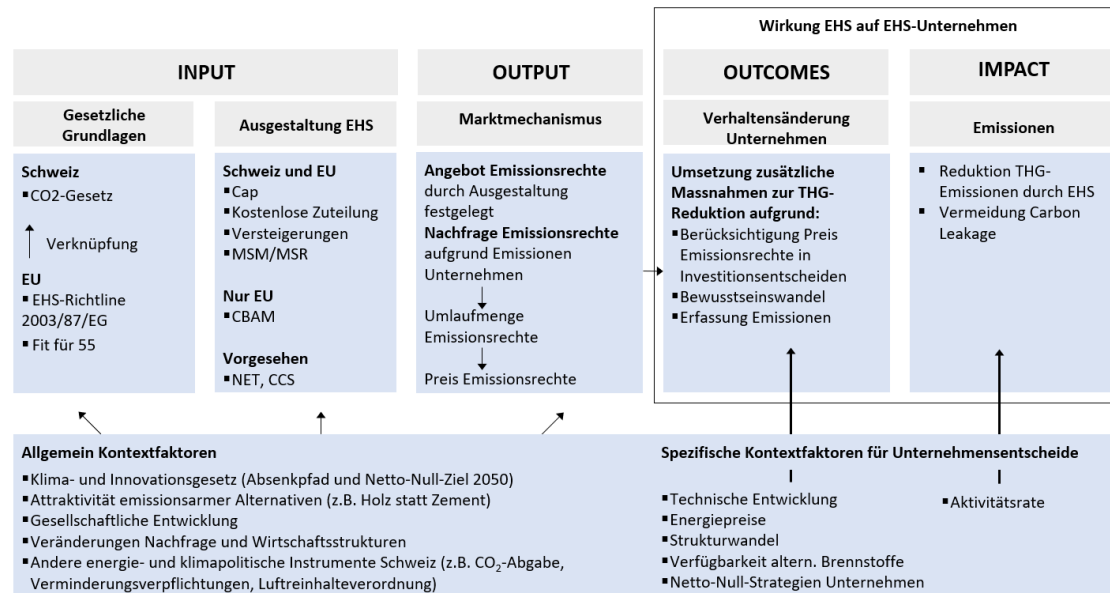 Wirkung EHS auf EHS-Unternehmen
INPUT
OUTPUT
OUTCOMES
IMPACT
Gesetzliche
Grundlagen
Ausgestaltung EHS
Marktmechanismus
Verhaltensänderung
Unternehmen
Emissionen
Schweiz
▪CO2-Gesetz
Verknüpfung
EU
▪EHS-Richtline
2003/87/EG
▪Fit für 55
Schweiz und EU
▪Cap
▪Kostenlose Zuteilung
▪Versteigerungen
▪MSM/MSR
Nur EU
▪CBAM
Vorgesehen
▪NET, CCS
Angebot Emissionsrechte
durch Ausgestaltung
festgelegt
Nachfrage Emissionsrechte
aufgrund Emissionen
Unternehmen
Umlaufmenge
Emissionsrechte
Preis Emissionsrechte
Umsetzung zusätzliche
Massnahmen zur THG-
Reduktion aufgrund:
▪Berücksichtigung Preis
Emissionsrechte in
Investitionsentscheiden
▪Bewusstseinswandel
▪Erfassung Emissionen
▪ Reduktion THG-
Emissionen durch EHS
▪ Vermeidung Carbon
Leakage
Allgemein Kontextfaktoren
▪Klima- und Innovationsgesetz (Absenkpfad und Netto-Null-Ziel 2050)
▪Attraktivität emissionsarmer Alternativen (z.B. Holz statt Zement)
▪Gesellschaftliche Entwicklung
▪Veränderungen Nachfrage und Wirtschaftsstrukturen
▪Andere energie- und klimapolitische Instrumente Schweiz (z.B. CO₂-Abgabe,
Verminderungsverpflichtungen, Luftreinhalteverordnung)
Spezifische Kontextfaktoren für Unternehmensentscheide
▪Technische Entwicklung
▪Energiepreise
▪Strukturwandel
▪Verfügbarkeit altern. Brennstoffe
▪Netto-Null-Strategien Unternehmen
▪Aktivitätsrate